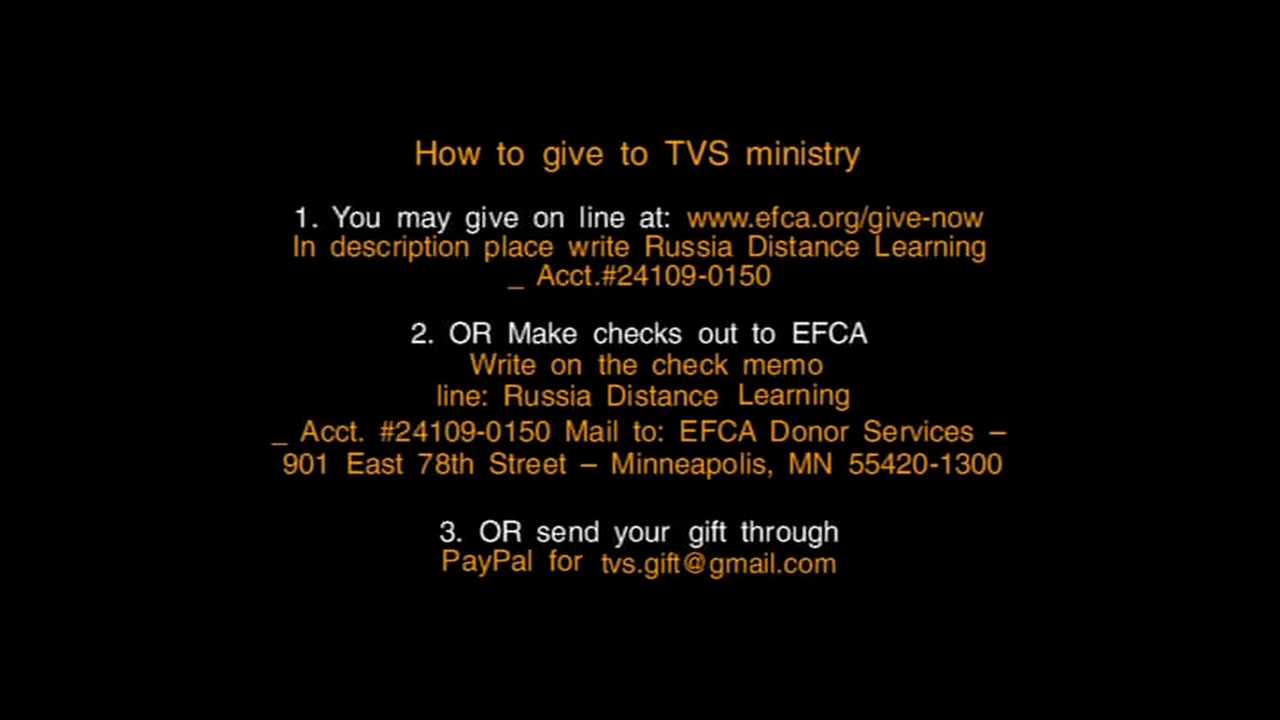 How to give to TVS ministry
1. You may give on line at: www.efca.org/give-now
In description place write Russia Distance Learning
_ Acct.#24109-0150
2. OR Make checks out to EFCA
Write on the check memo
line: Russia Distance Learning
_ Acct. #24109-0150 Mail to: EFCA Donor Services –
901 East 78th Street – Minneapolis, MN 55420-1300
3. OR send your gift through
PayPal for tvs.gift@gmail.com